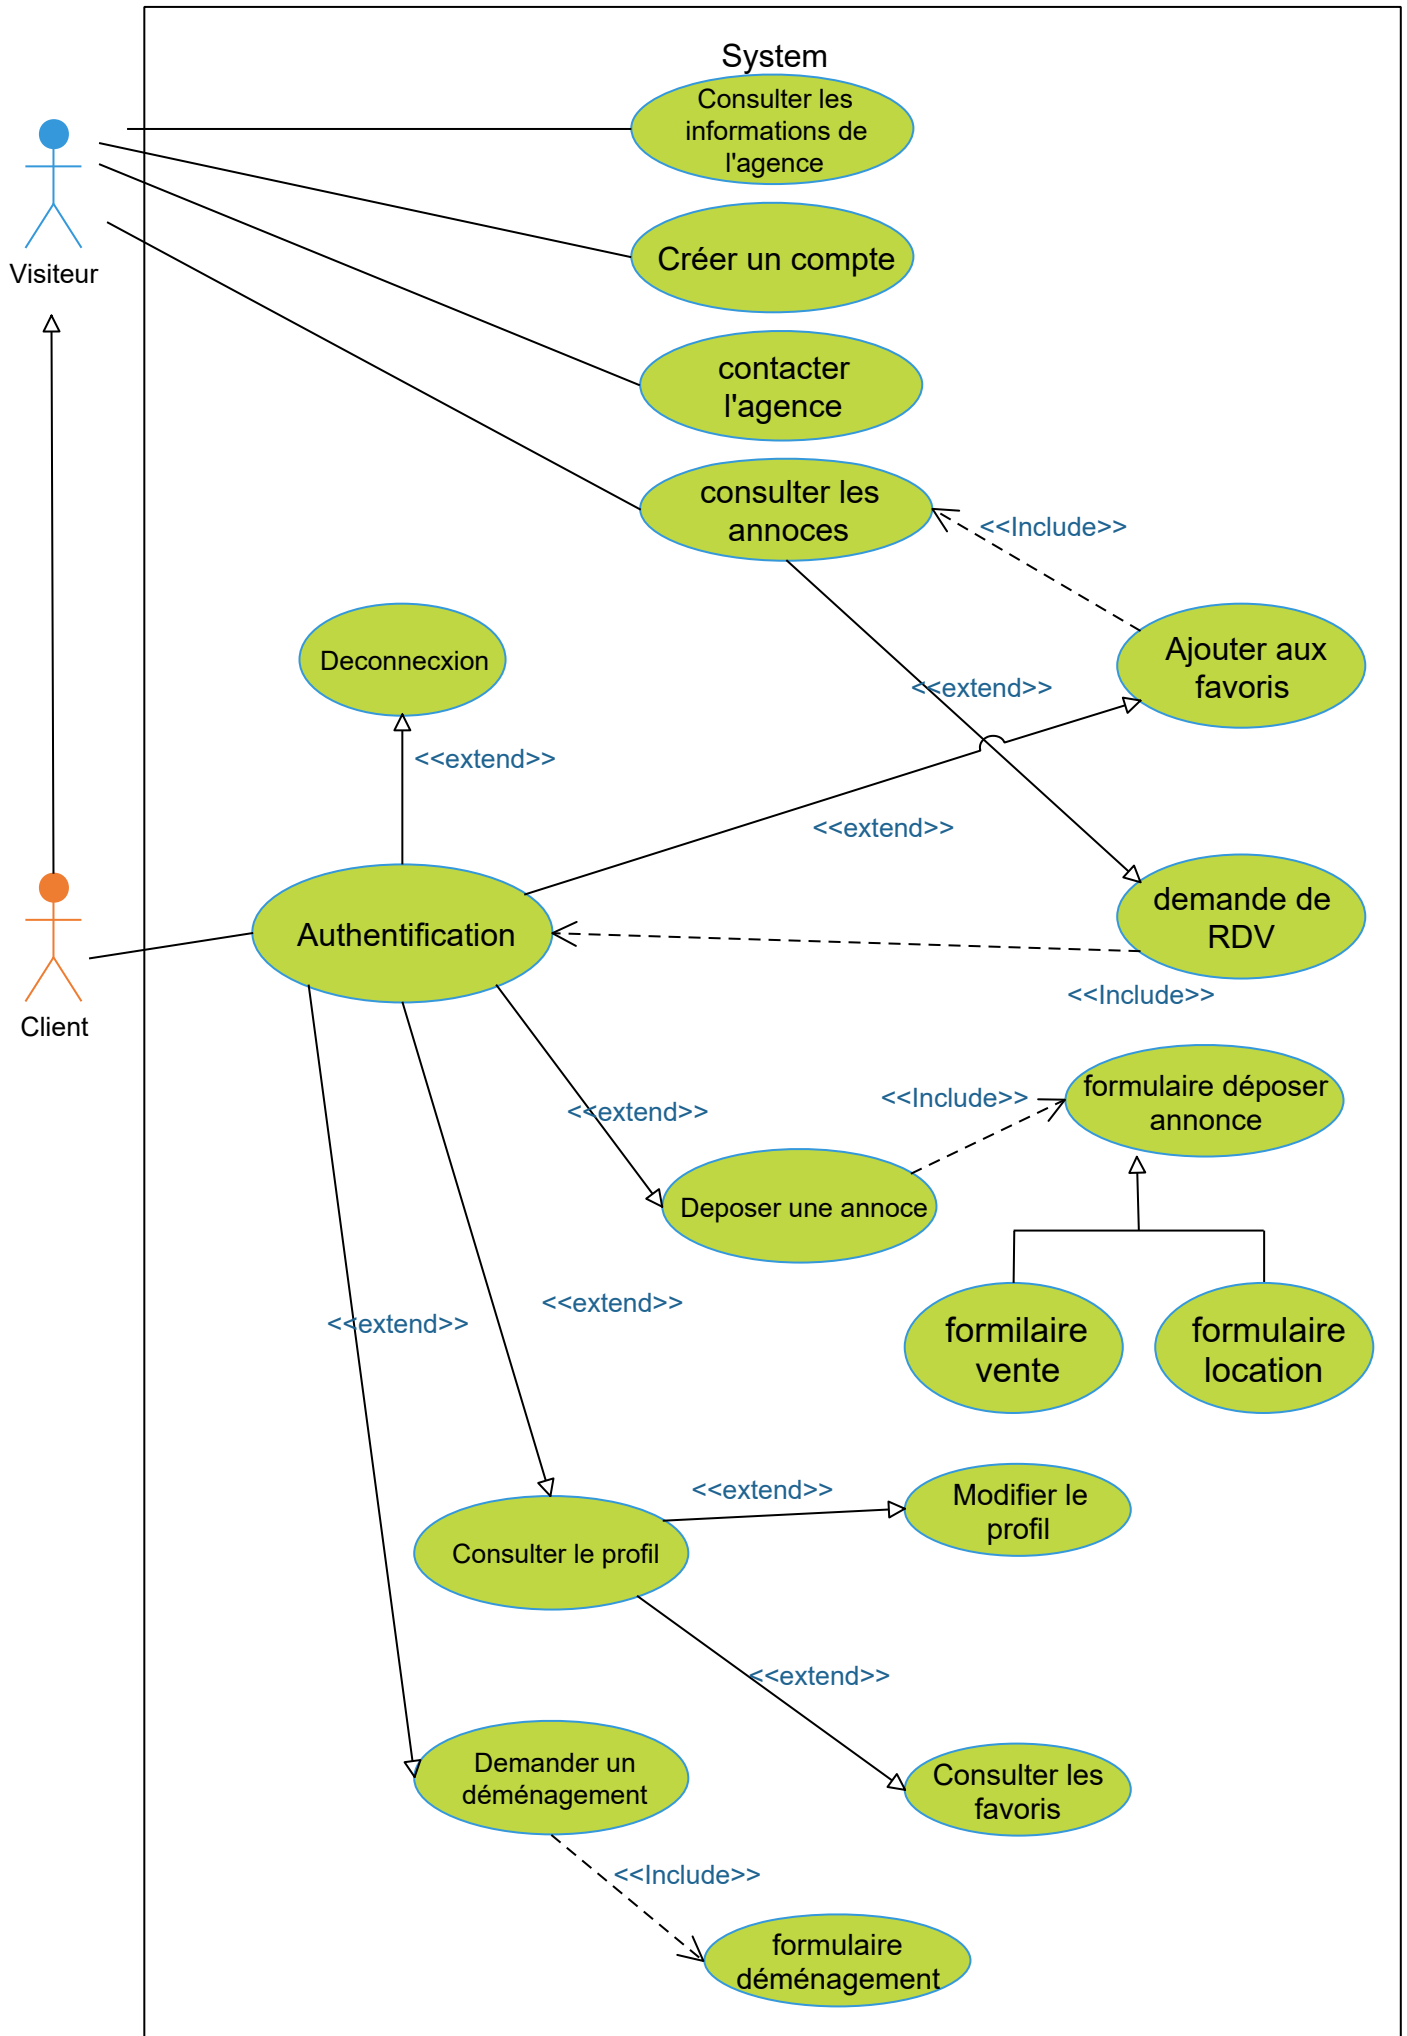 System
Consulter les
informations de
l'agence
Visiteur
Créer un compte
contacter
l'agence
consulter les
annoces
<<Include>>
Deconnecxion
Ajouter aux
favoris
<<extend>>
<<extend>>
<<extend>>
Authentification
demande de
RDV
<<Include>>
Client
formulaire déposer
annonce
<<Include>>
<<extend>>
Deposer une annoce
<<extend>>
<<extend>>
formilaire
vente
formulaire
location
<<extend>>
Modifier le
profil
Consulter le profil
<<extend>>
Demander un
déménagement
Consulter les
favoris
<<Include>>
formulaire
déménagement